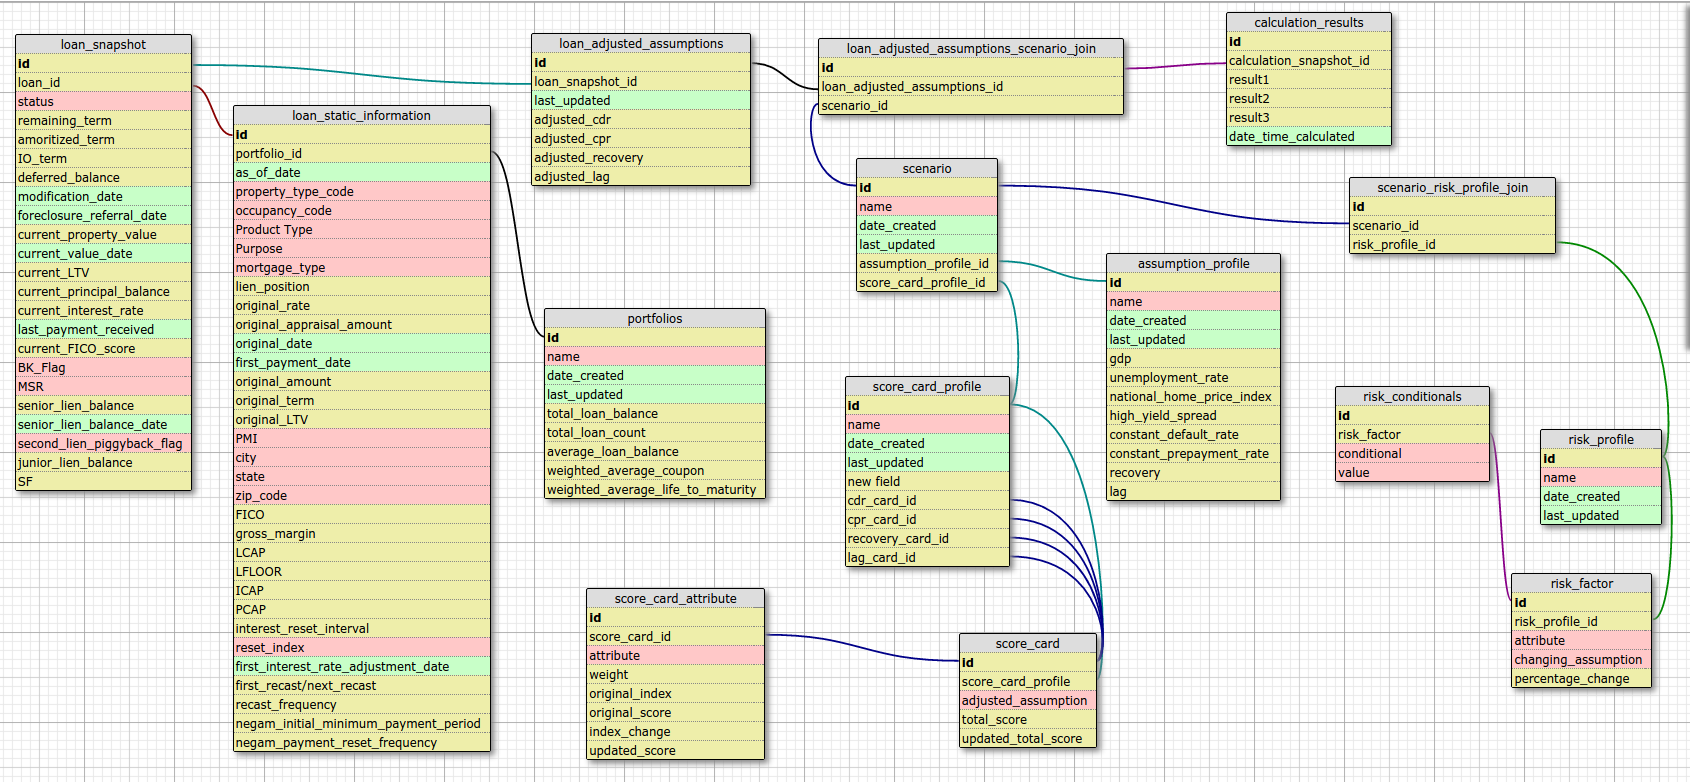 loan_snapshot
id
loan_id
status
remaining_term
amoritized_term
IO_term
deferred_balance
modification_date
foreclosure_referral_date
current_property_value
current_value_date
current_LTV
current_principal_balance
current_interest_rate
last_payment_received
current_FICO_score
BK_Flag
MSR
senior_lien_balance
senior_lien_balance_date
second_lien_piggyback_flag
junior_lien_balance
SF
loan_static_information
id
portfolio_id
as_of_date
property_type_code
occupancy_code
Product Type
Purpose
mortgage_type
lien_position
original_rate
original_appraisal_amount
original_date
first_payment_date
original_amount
original_term
original_LTV
PMI
city
state
zip_code
FICO
gross_margin
LCAP
LFLOOR
ICAP
PCAP
interest_reset_interval
reset_index
first_interest_rate_adjustment_date
first_recast/next_recast
recast_frequency
negam_initial_minimum_payment_period
negam_payment_reset_frequency
loan_adjusted_assumptions
id
loan_snapshot_id
last_updated
adjusted_cdr
adjusted_cpr
adjusted_recovery
adjusted_lag
portfolios
id
name
date_created
last_updated
total_loan_balance
total_loan_count
average_loan_balance
weighted_average_coupon
weighted_average_life_to_maturity
score_card_attribute
id
score_card_id
attribute
weight
original_index
original_score
index_change
updated_score
loan_adjusted_assumptions_scenario_join
id
loan_adjusted_assumptions_id
scenario_id
scenario
id
name
date_created
last_updated
assumption_profile_id
score_card_profile_id
score_card_profile
id
name
date_created
last_updated
new field
cdr_card_id
cpr_card_id
recovery_card_id
lag_card_id
score_card
id
score_card_profile
adjusted_assumption
total_score
updated_total_score
calculation_results
id
calculation_snapshot_id
result1
result2
result3
date_time_calculated
assumption_profile
id
name
date_created
last_updated
gdp
unemployment_rate
national_home_price_index
high_yield_spread
constant_default_rate
constant_prepayment_rate
recovery
lag
scenario_risk_profile_join
id
scenario_id
risk_profile_id
risk_conditionals
id
risk_factor
conditional
value
risk_profile
id
name
date_created
last_updated
risk_factor
id
risk_profile_id
attribute
changing_assumption
percentage_change